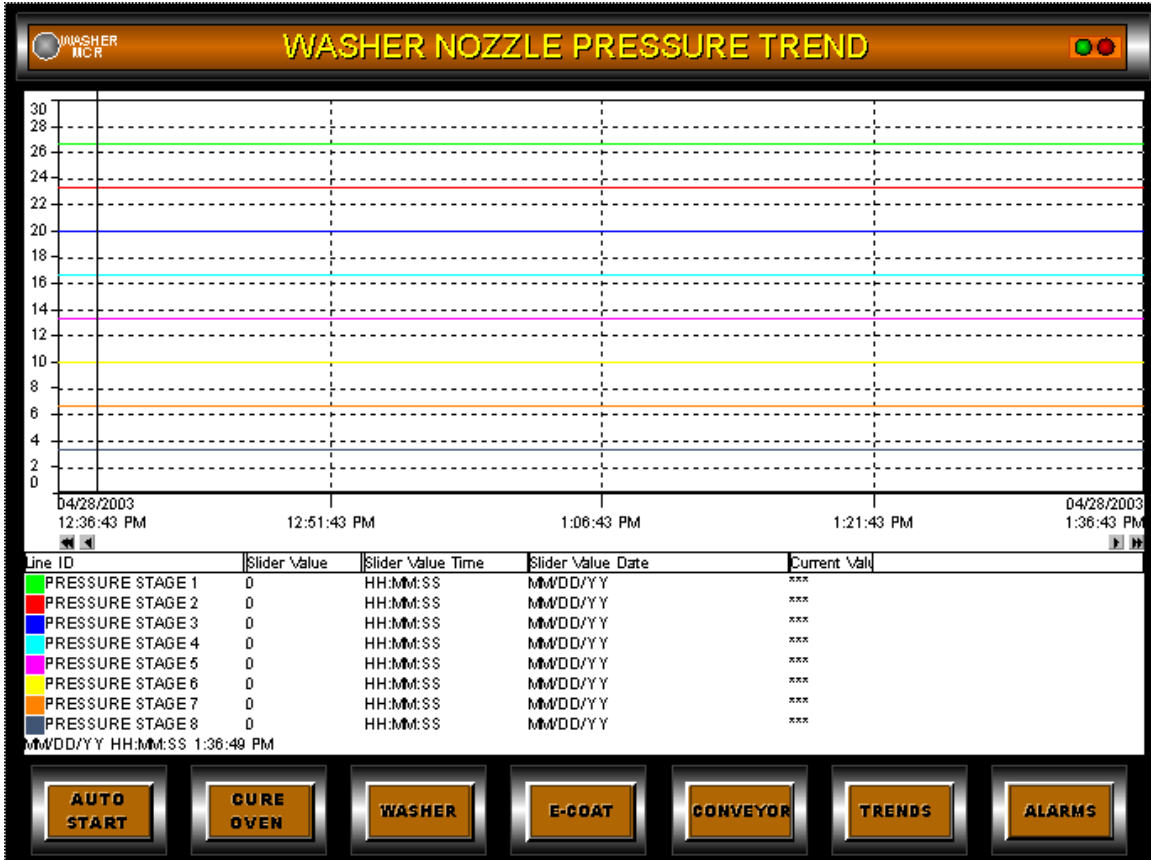 WASHER
MCR
WASHER NOZZLE PRESSURE TREND
30
28
26
24
22
20
18
16
14
12
10
8
6
4
2
0
04/28/2003 04/28/2003
12:36:43 PM 12:51:43 PM 1:06:43 PM 1:21:43 PM 1:36:43 PM
Line ID Slider Value Slider Value Time Slider Value Date Current Valu
PRESSURE STAGE 1 0 HH:MM:SS MM/DD/YY ***
PRESSURE STAGE 2 0 HH:MM:SS MM/DD/YY ***
PRESSURE STAGE 3 0 HH:MM:SS MM/DD/YY ***
PRESSURE STAGE 4 0 HH:MM:SS MM/DD/YY ***
PRESSURE STAGE 5 0 HH:MM:SS MM/DD/YY ***
PRESSURE STAGE 6 0 HH:MM:SS MM/DD/YY ***
PRESSURE STAGE 7 0 HH:MM:SS MM/DD/YY ***
PRESSURE STAGE 8 0 HH:MM:SS MM/DD/YY ***
MM/DD/YY HH:MM:SS 1:36:49 PM
AUTO
START
CURE
OVEN
WASHER
E-COAT
CONVEYOR
TRENDS
ALARMS